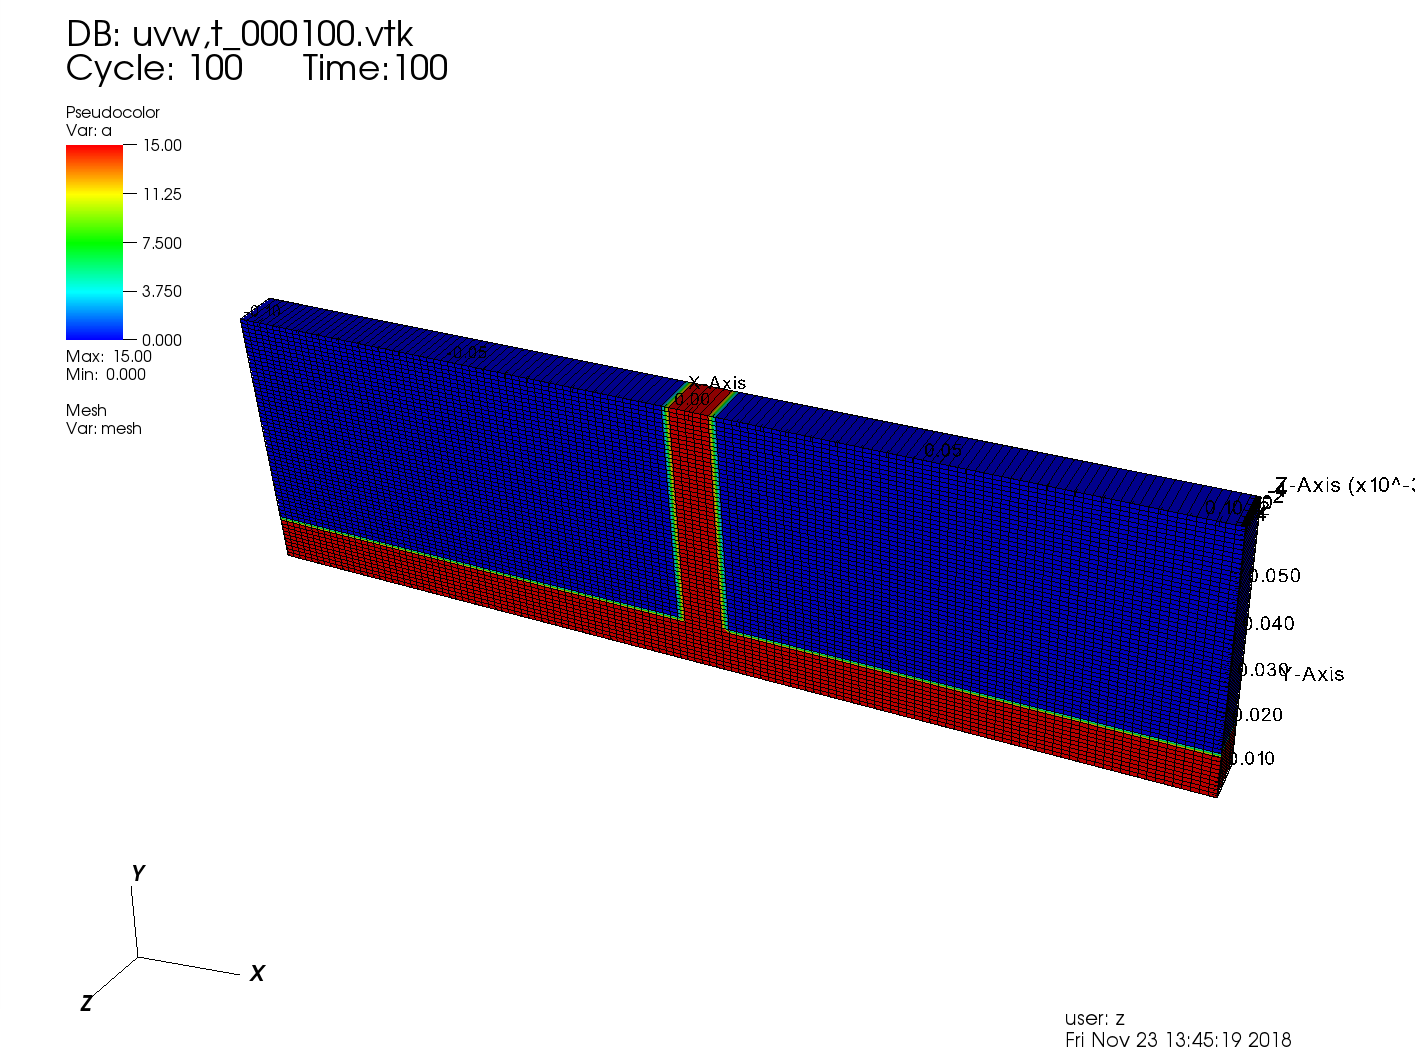 DB: uvw,t_000100.vtk
Cycle: 100 Time:100
Pseudocolor
Var: a
15.00
11.25
7.500
3.750
0.000
Max: 15.00
Min: 0.000
Mesh
Var: mesh
-0.05
X-Axis
0.00
0.05
0.10
Z-Axis (x10^-3
0.050
0.040
0.030
Y-Axis
0.020
0.010
Y
X
Z
user: z
Fri Nov 23 13:45:19 2018